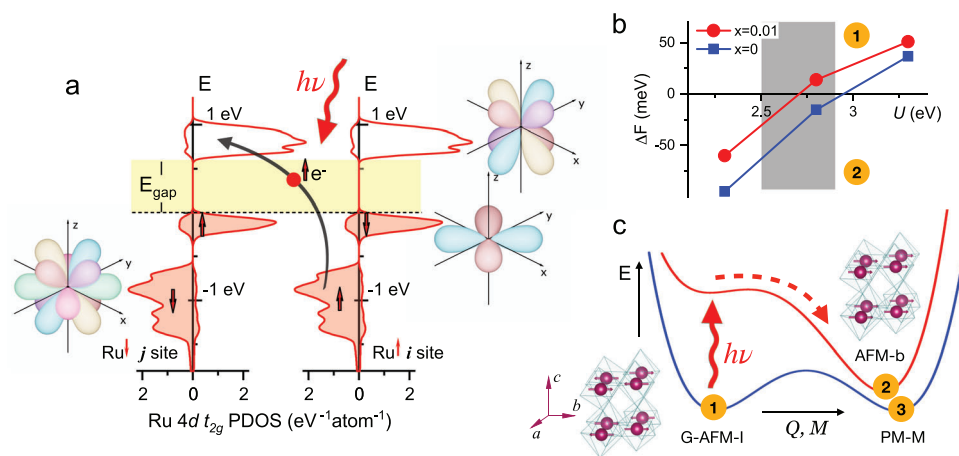 a
E
E
hν
1 eV
1 eV
e-
E_gap
-1 eV
-1 eV
Ru j site
Ru i site
2
0
2
2
0
2
Ru 4d t2g PDOS (eV⁻¹atom⁻¹)
z
y
x
z
y
x
z
y
x
b
x=0.01
x=0
50
0
-50
ΔF (meV)
2.5
3
U (eV)
1
2
c
E
hν
AFM-b
1
2
3
G-AFM-I
Q, M
PM-M
c
b
a